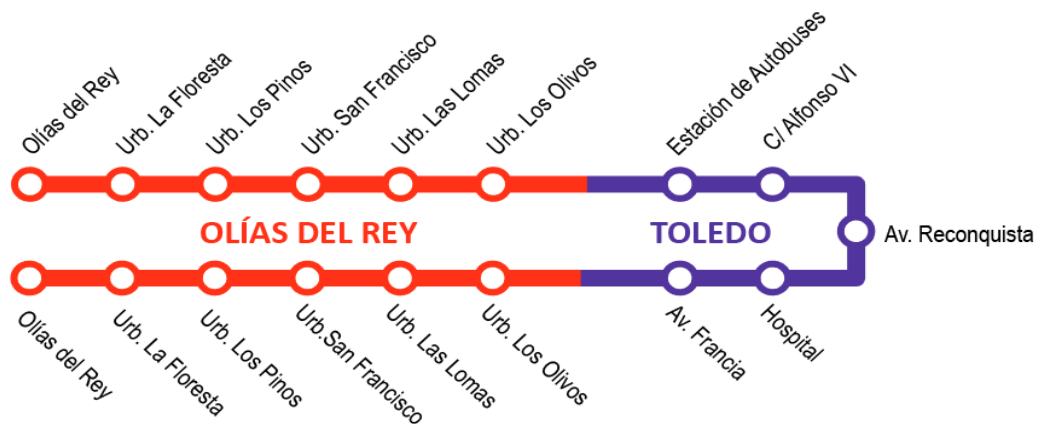 Olías del Rey
Urb. La Floresta
Urb. Los Pinos
Urb. San Francisco
Urb. Las Lomas
Urb. Los Olivos
Estación de Autobuses
C/ Alfonso VI
OLÍAS DEL REY
TOLEDO
Av. Reconquista
Olías del Rey
Urb. La Floresta
Urb. Los Pinos
Urb.San Francisco
Urb. Las Lomas
Urb. Los Olivos
Av. Francia
Hospital